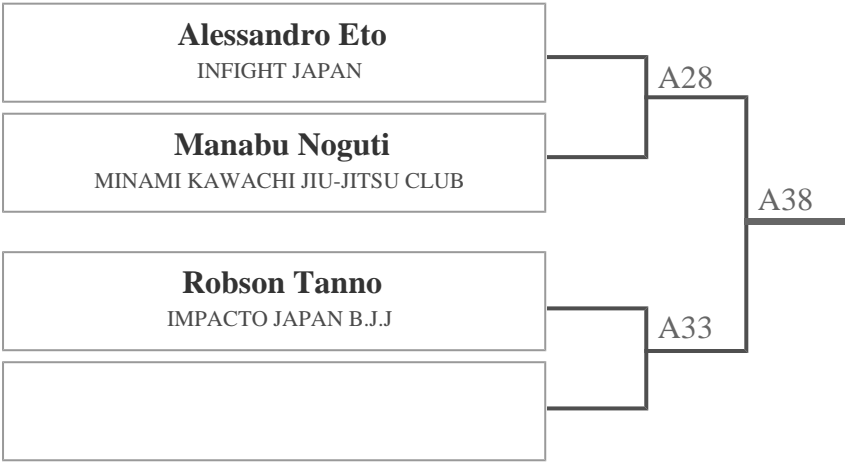 Alessandro Eto
INFIGHT JAPAN
A28
Manabu Noguti
MINAMI KAWACHI JIU-JITSU CLUB
A38
Robson Tanno
IMPACTO JAPAN B.J.J
A33